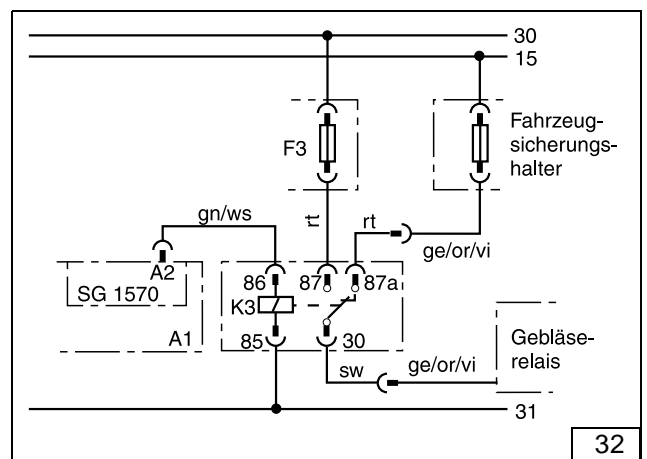 30
15
F3
Fahrzeug-
sicherungs-
halter
gn/ws
rt
rt
ge/or/vi
A2
SG 1570
A1
86
87
87a
K3
85
30
Gebläse-
relais
sw
ge/or/vi
31
32